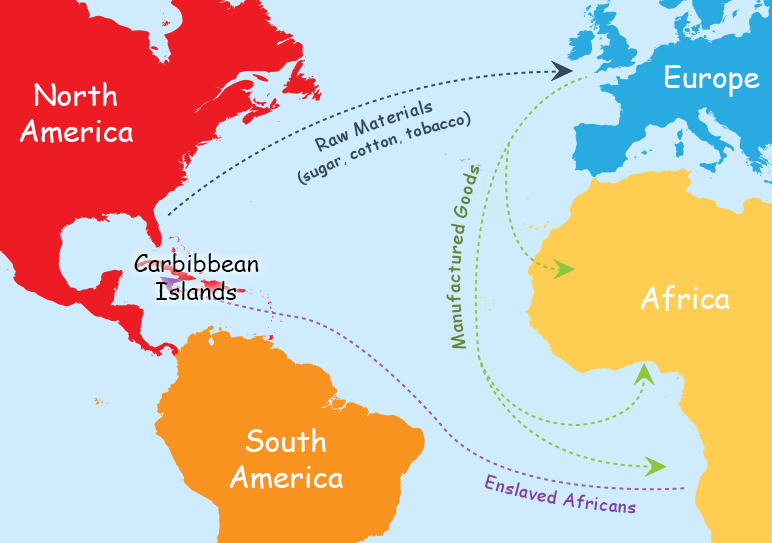 North
America
Raw Materials
(sugar, cotton, tobacco)
Europe
Manufactured Goods
Carbibbean
Islands
Africa
South
America
Enslaved Africans